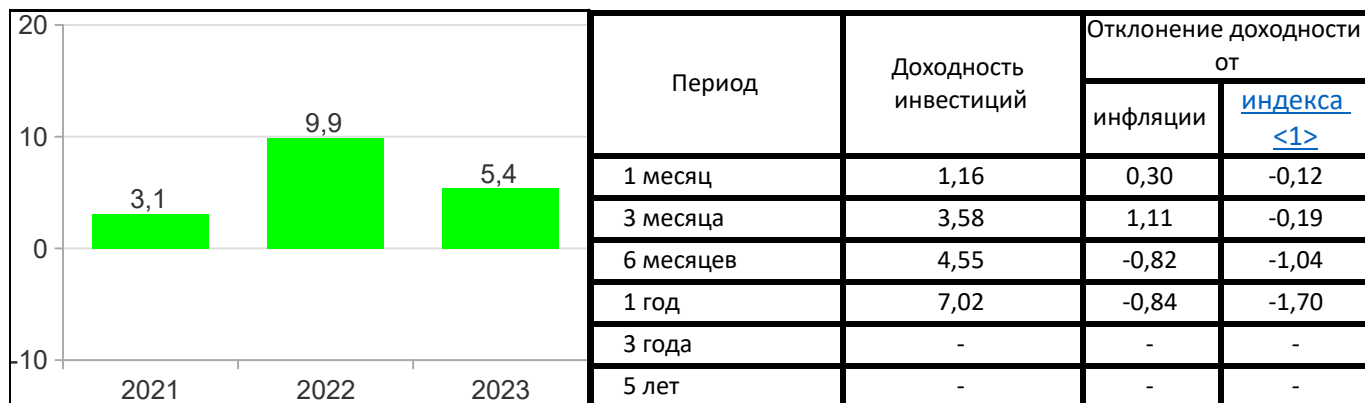 20
10
0
-10
3,1
9,9
5,4
2021 2022 2023
Период
Доходность
инвестиций
Отклонение доходности
от
инфляции
индекса
<1>
1 месяц 1,16 0,30 -0,12
3 месяца 3,58 1,11 -0,19
6 месяцев 4,55 -0,82 -1,04
1 год 7,02 -0,84 -1,70
3 года - - -
5 лет - - -